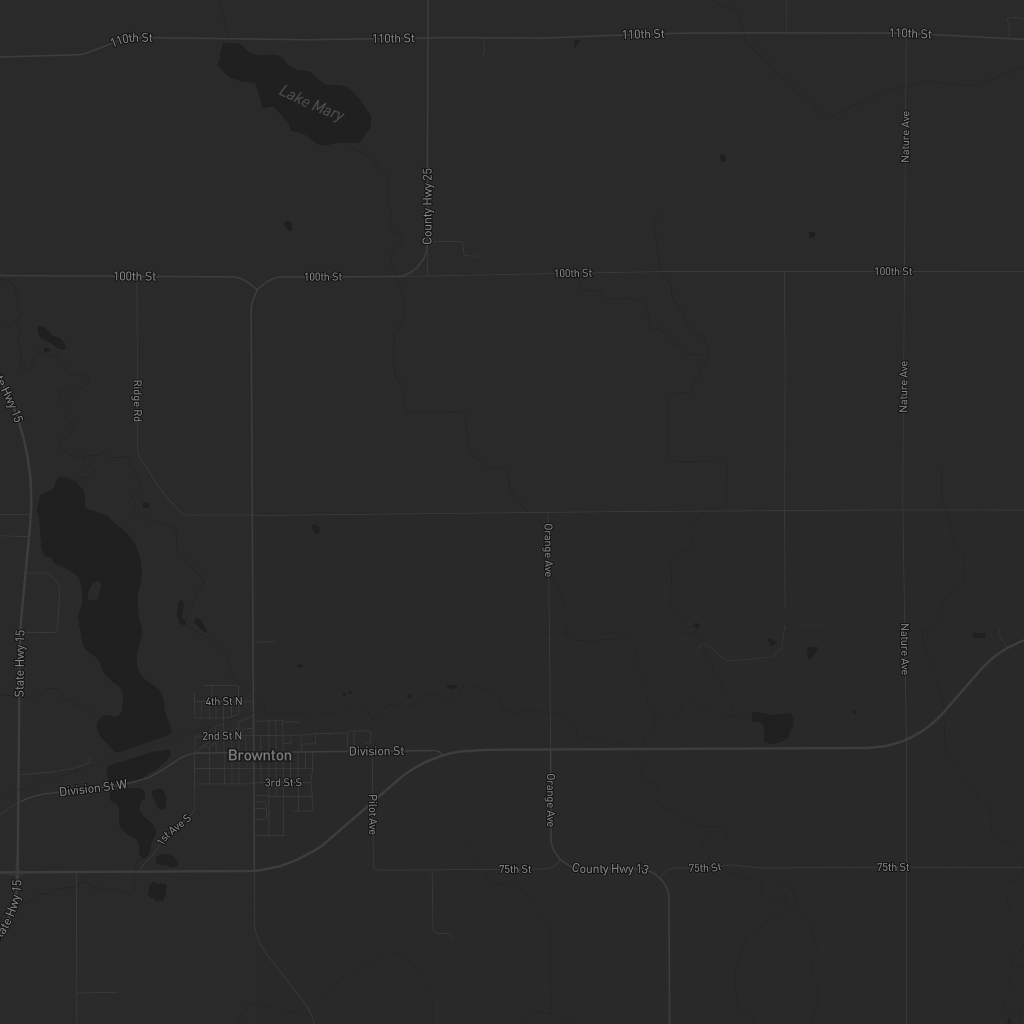 110th St
110th St
110th St
110th St
Lake Mary
Nature Ave
County Hwy 25
100th St
100th St
100th St
100th St
Hwy 15
Ridge Rd
Nature Ave
Orange Ave
State Hwy 15
Nature Ave
4th St N
2nd St N
Brownton
Division St
3rd St S
Division St W
Pilot Ave
Orange Ave
1st Ave S
75th St
County Hwy 13
75th St
75th St
Hwy 15